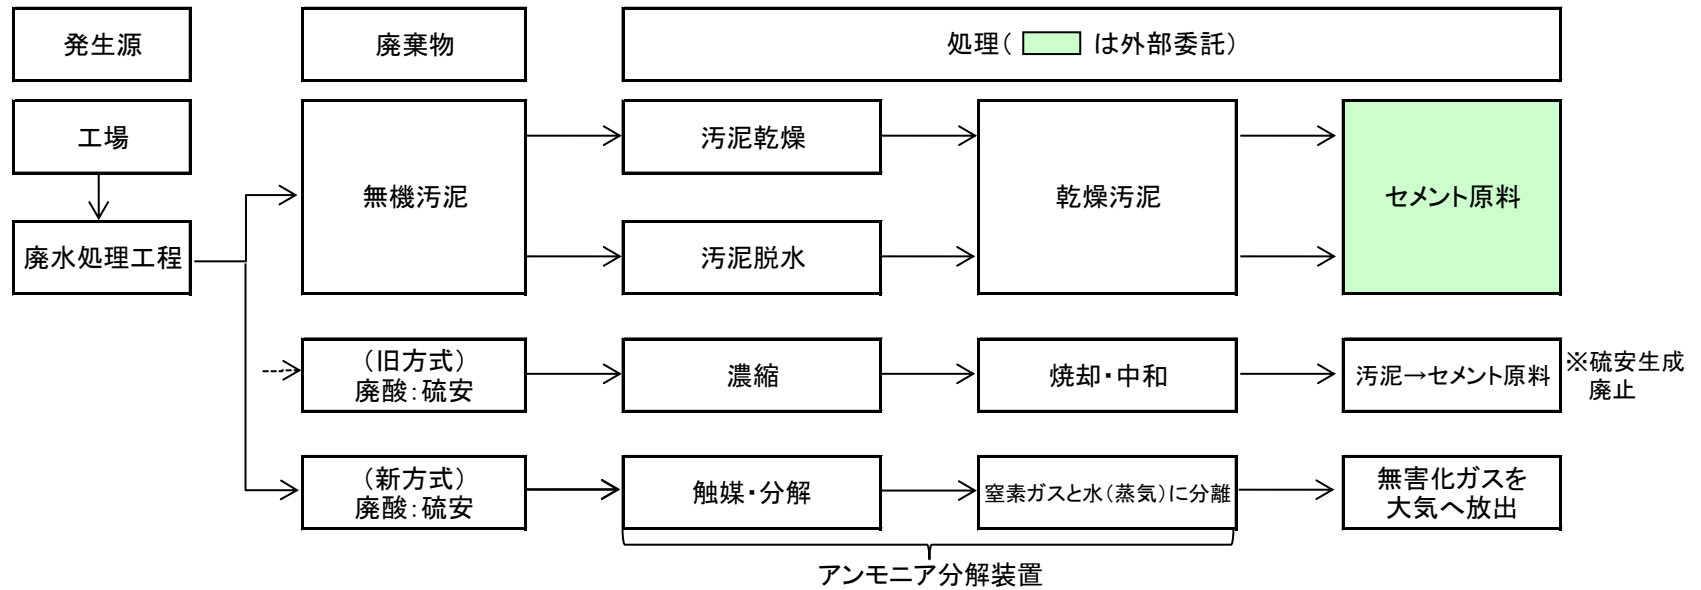 発生源
廃棄物
処理( は外部委託)
工場
廃水処理工程
無機汚泥
汚泥乾燥
汚泥脱水
乾燥汚泥
セメント原料
(旧方式)
廃酸:硫安
濃縮
焼却・中和
汚泥→セメント原料
※硫安生成
廃止
(新方式)
廃酸:硫安
触媒・分解
窒素ガスと水(蒸気)に分離
無害化ガスを
大気へ放出
アンモニア分解装置